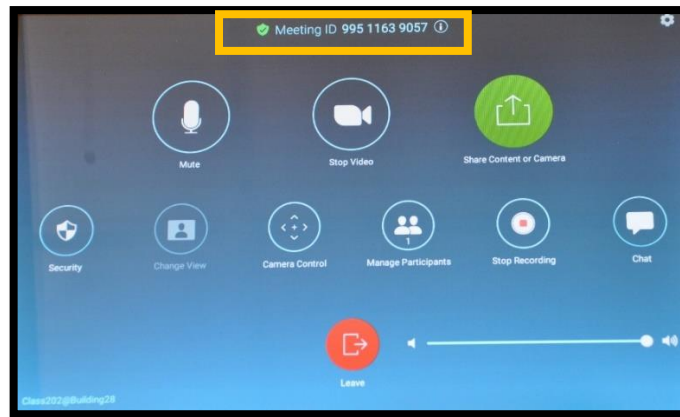 Meeting ID 995 1163 9057
Mute
Stop Video
Share Content or Camera
Security
Change View
Camera Control
1
Manage Participants
Stop Recording
Chat
Leave
Class202@Building28